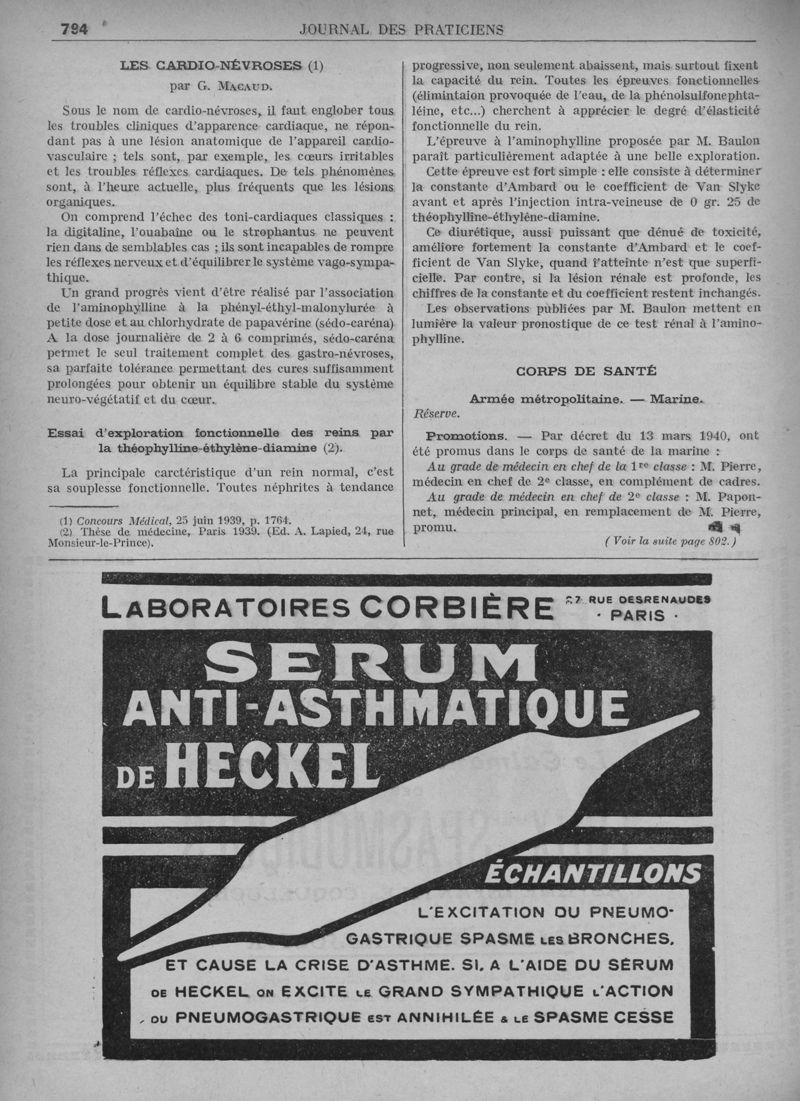 794
JOURNAL DES PRATICIENS
LES CARDIO-NÉVROSES (1)
par G. MACAUD.
Sous le nom de cardio-névroses, il faut englober tous
les troubles cliniques d'apparence cardiaque, ne répon-
dant pas à une lésion anatomique de l'appareil cardio-
vasculaire ; tels sont, par exemple, les cœurs irritables
et les troubles réflexes cardiaques. De tels phénomènes
sont, à l'heure actuelle, plus fréquents que les lésions
organiques.
On comprend l'échec des toni-cardiaques classiques :
la digitaline, l'ouabaïne ou le strophantus ne peuvent
rien dans de semblables cas ; ils sont incapables de rompre
les réflexes nerveux et d'équilibrer le système vago-sympa-
thique.
Un grand progrès vient d'être réalisé par l'association
de l'aminophylline à la phényl-éthyl-malonylurée à
petite dose et au chlorhydrate de papavérine (sédo-caréna)
A la dose journalière de 2 à 6 comprimés, sédo-caréna
permet le seul traitement complet des gastro-névroses,
sa parfaite tolérance permettant des cures suffisamment
prolongées pour obtenir un équilibre stable du système
neuro-végétatif et du cœur.
Essai d'exploration fonctionnelle des reins par
la théophylline-éthylène-diamine (2).
La principale carctéristique d'un rein normal, c'est
sa souplesse fonctionnelle. Toutes néphrites à tendance
(1) Concours Médical, 25 juin 1939, p. 1764.
(2) Thèse de médecine, Paris 1939. (Ed. A. Lapied, 24, rue
Monsieur-le-Prince).
progressive, non seulement abaissent, mais surtout fixent
la capacité du rein. Toutes les épreuves fonctionnelles
(élimintaion provoquée de l'eau, de la phénolsulfonephta-
léine, etc...) cherchent à apprécier le degré d'élasticité
fonctionnelle du rein.
L'épreuve à l'aminophylline proposée par M. Baulon
paraît particulièrement adaptée à une belle exploration.
Cette épreuve est fort simple : elle consiste à déterminer
la constante d'Ambard ou le coefficient de Van Slyke
avant et après l'injection intra-veineuse de 0 gr. 25 de
théophylline-éthylène-diamine.
Ce diurétique, aussi puissant que dénué de toxicité,
améliore fortement la constante d'Ambard et le coef-
ficient de Van Slyke, quand l'atteinte n'est que superfi-
cielle. Par contre, si la lésion rénale est profonde, les
chiffres de la constante et du coefficient restent inchangés.
Les observations publiées par M. Baulon mettent en
lumière la valeur pronostique de ce test rénal à l'amino-
phylline.
CORPS DE SANTÉ
Armée métropolitaine. — Marine.
Réserve.
Promotions. — Par décret du 13 mars 1940, ont
été promus dans le corps de santé de la marine :
Au grade de médecin en chef de la 1re classe : M. Pierre,
médecin en chef de 2e classe, en complément de cadres.
Au grade de médecin en chef de 2e classe : M. Papon-
net, médecin principal, en remplacement de M. Pierre,
promu.
(Voir la suite page 802.)
LABORATOIRES CORBIÈRE
27 RUE DESRENAUDES
· PARIS ·
SERUM
ANTI-ASTHMATIQUE
DE HECKEL
ÉCHANTILLONS
L'EXCITATION DU PNEUMO-
GASTRIQUE SPASME LES BRONCHES,
ET CAUSE LA CRISE D'ASTHME. SI, A L'AIDE DU SÉRUM
DE HECKEL ON EXCITE LE GRAND SYMPATHIQUE L'ACTION
DU PNEUMOGASTRIQUE EST ANNIHILÉE & LE SPASME CESSE